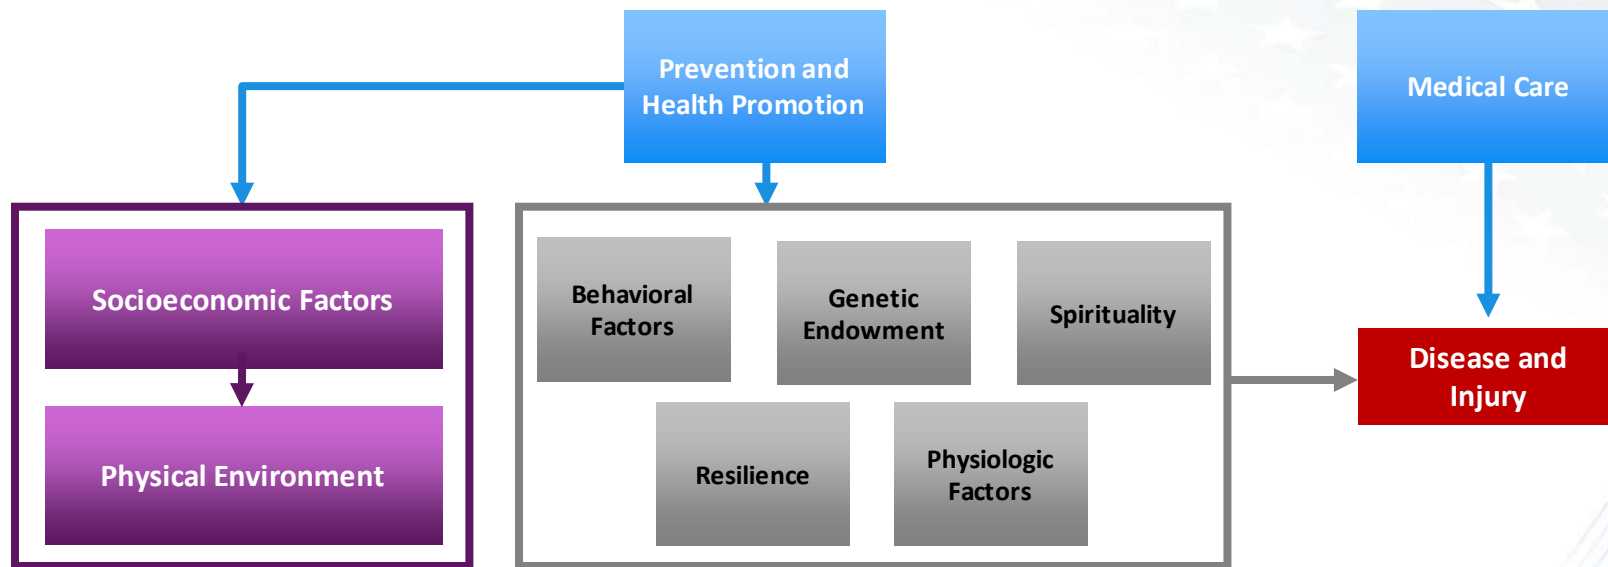 Prevention and
Health Promotion
Medical Care
Socioeconomic Factors
Physical Environment
Behavioral
Factors
Genetic
Endowment
Spirituality
Resilience
Physiologic
Factors
Disease and
Injury